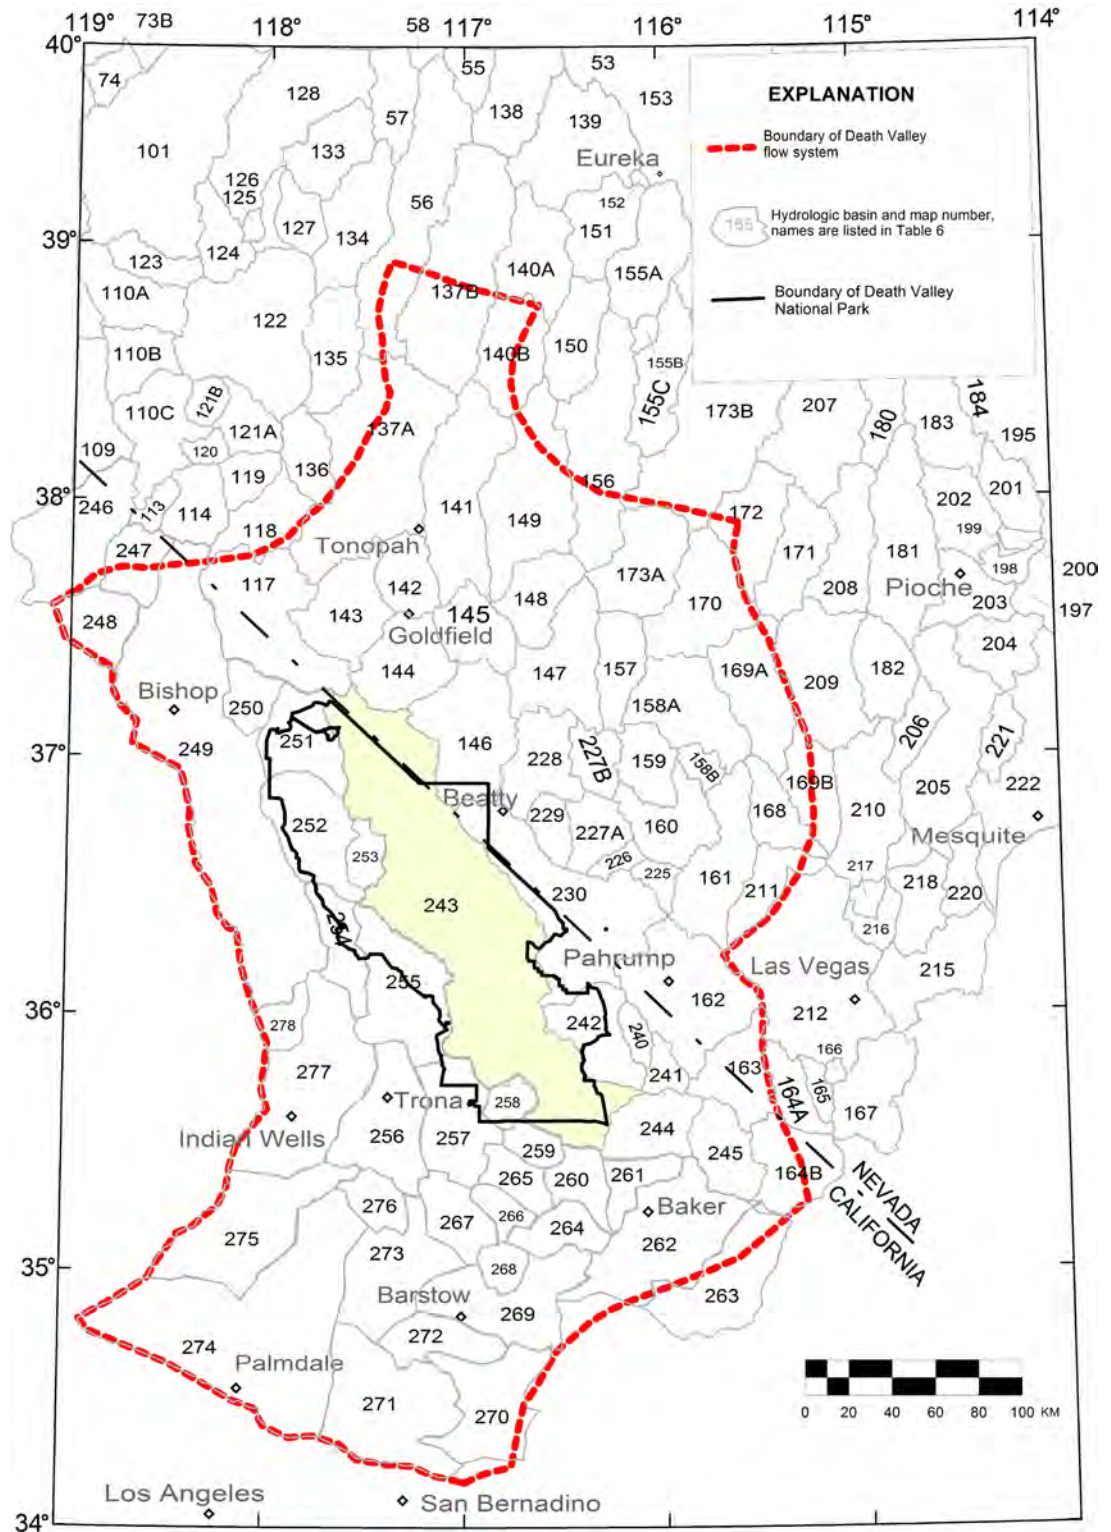 119° 73B 118° 58 117° 116° 115° 114°
40°
74 128 55 53
57 138 139 153
101 133 Eureka
126
125 56 152
127 134 151
39°
124
123 140A 155A
110A 137B
122
110B 135 140B 150 155B
155C
110C 121B 137A 173B 207 180 183 184 195
121A
109 120
136
119 156
38°
246 113 114 141 149 172 202 201
118 199
Tonopah
247 171 181
117 173A 198 200
142 148 Pioche
143 145 170 208 203 197
248 Goldfield
204
144 147 157 169A 182
Bishop 209
250 158A
249 251 146 228 227B 159 158B 206 221
37°
169B 205 222
Beatty
252 229 160 168 210 Mesquite
227A
253 226 225 217
161 211 218 220
243 230
254 216
Pahrump Las Vegas 215
255
162
36°
278 242 240 212
166
277 241 163 165
164A 167
Trona 258
Indian Wells 256 257 244
259 245
265 260 261 164B
276 266 Baker NEVADA
275 267 264 CALIFORNIA
273 262
35°
268
Barstow 263
269
272
274
Palmdale
271 270
Los Angeles
San Bernadino
34°
EXPLANATION
Boundary of Death Valley
flow system
155
Hydrologic basin and map number,
names are listed in Table 6
Boundary of Death Valley
National Park
0 20 40 60 80 100 KM